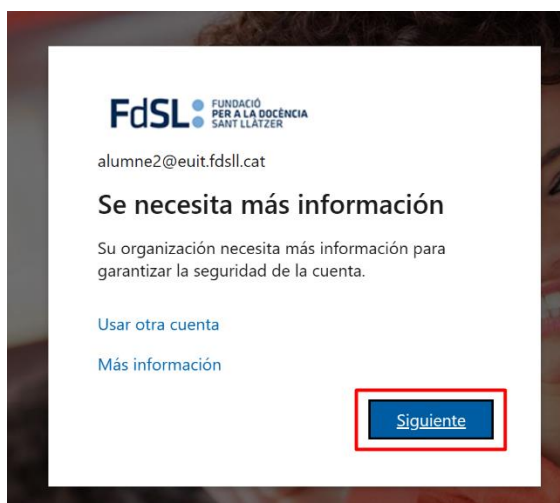 FdSL
FUNDACIÓ
PER A LA DOCÈNCIA
SANT LLÀTZER
alumne2@euit.fdsll.cat
Se necesita más información
Su organización necesita más información para
garantizar la seguridad de la cuenta.
Usar otra cuenta
Más información
Siguiente